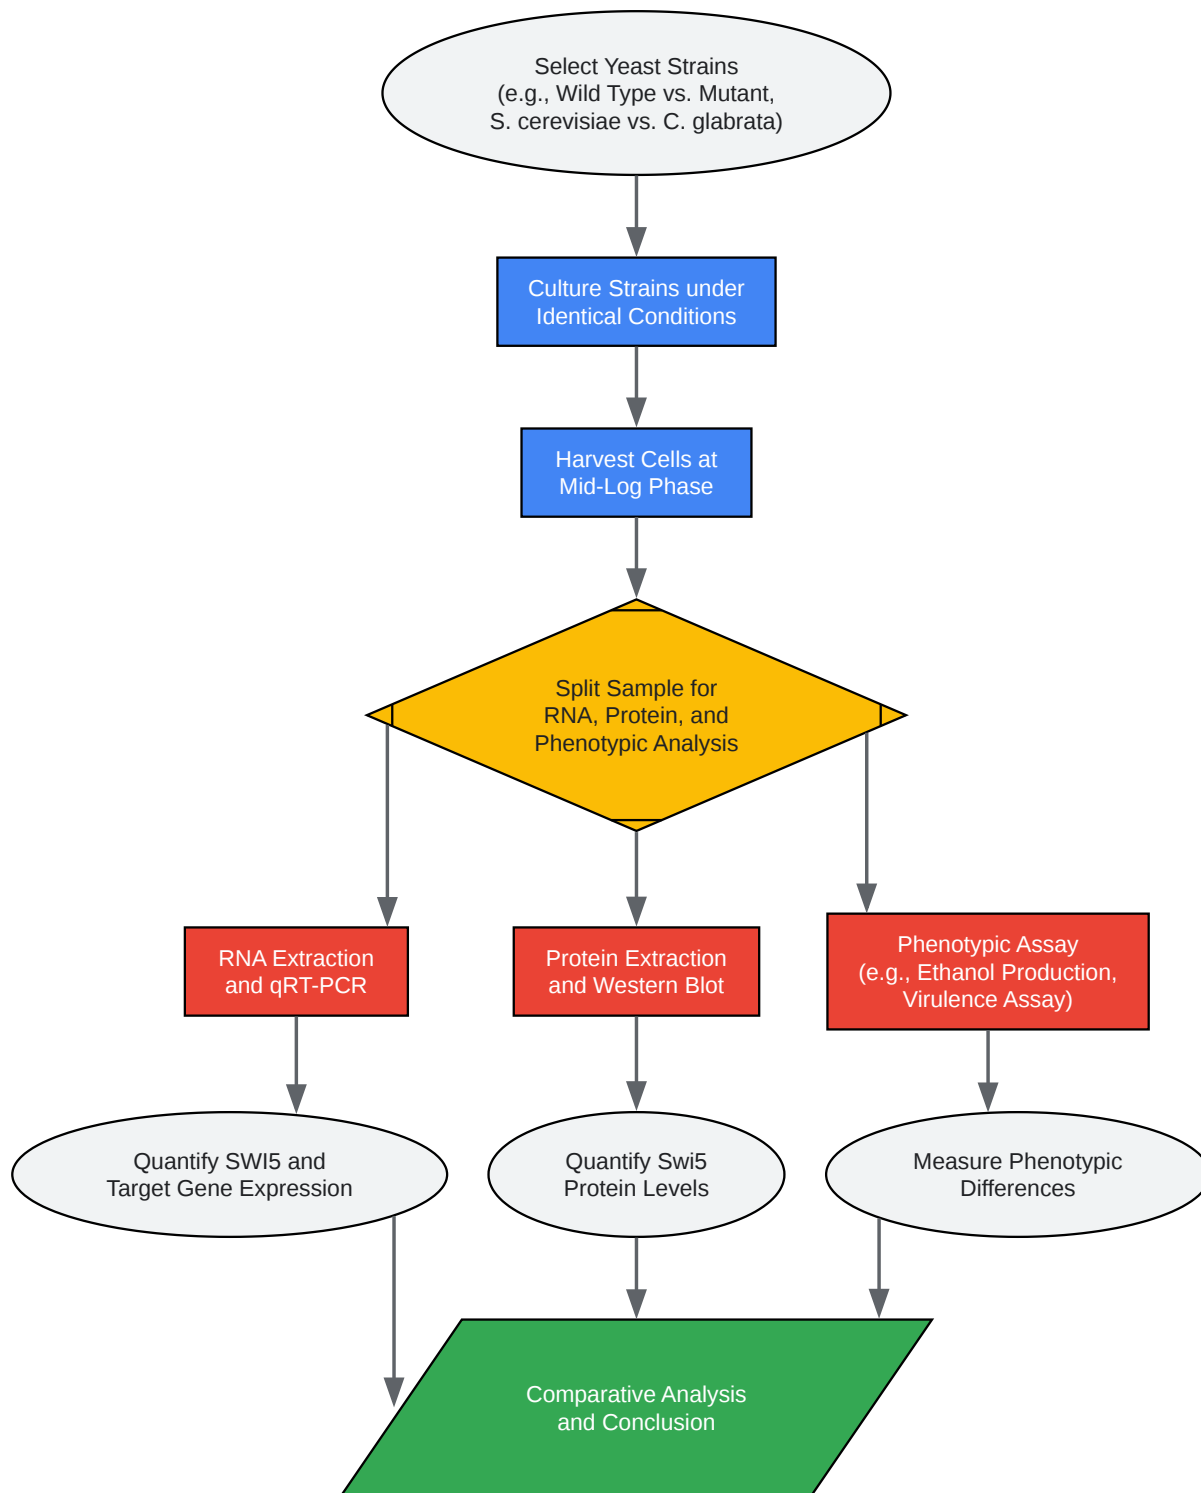 Select Yeast Strains
(e.g., Wild Type vs. Mutant,
S. cerevisiae vs. C. glabrata)
Culture Strains under
Identical Conditions
Harvest Cells at
Mid-Log Phase
Split Sample for
RNA, Protein, and
Phenotypic Analysis
RNA Extraction
and qRT-PCR
Protein Extraction
and Western Blot
Phenotypic Assay
(e.g., Ethanol Production,
Virulence Assay)
Quantify SWI5 and
Target Gene Expression
Quantify Swi5
Protein Levels
Measure Phenotypic
Differences
Comparative Analysis
and Conclusion